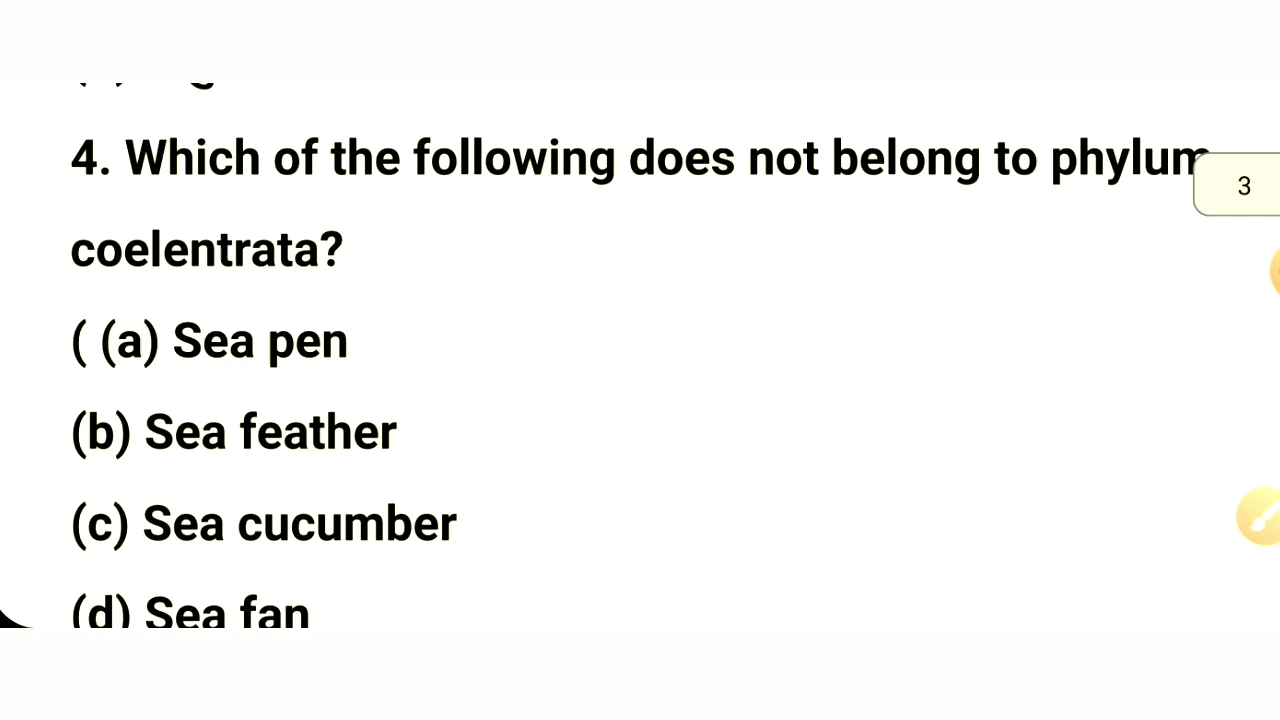 4. Which of the following does not belong to phylum
3
coelentrata?
( (a) Sea pen
(b) Sea feather
(c) Sea cucumber
(d) Sea fan